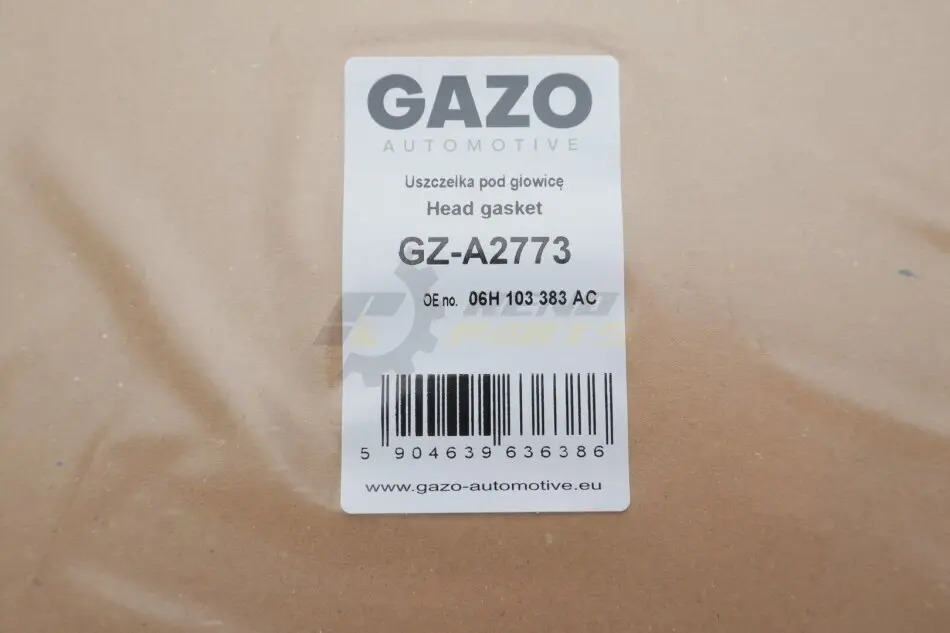 GAZO
AUTOMOTIVE
Uszczelka pod głowicę
Head gasket
GZ-A2773
OE no. 06H 103 383 AC
PARTS
5 904639 636386
www.gazo-automotive.eu